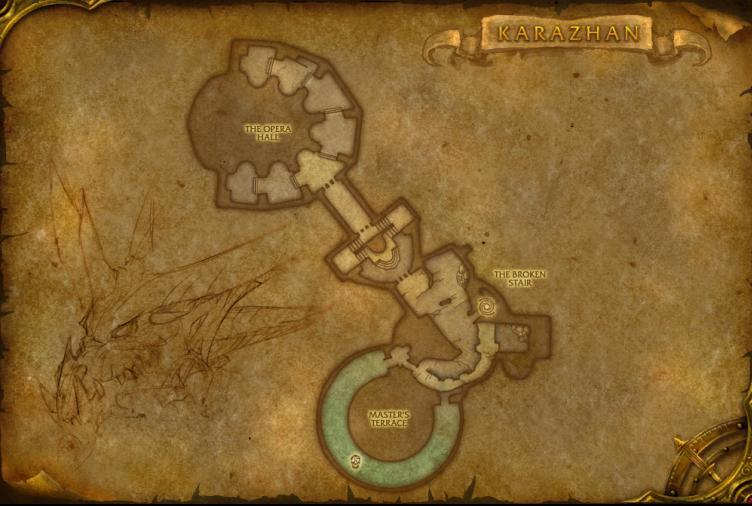 KARAZHAN
THE OPERA
HALL
THE BROKEN
STAIR
MASTER'S
TERRACE